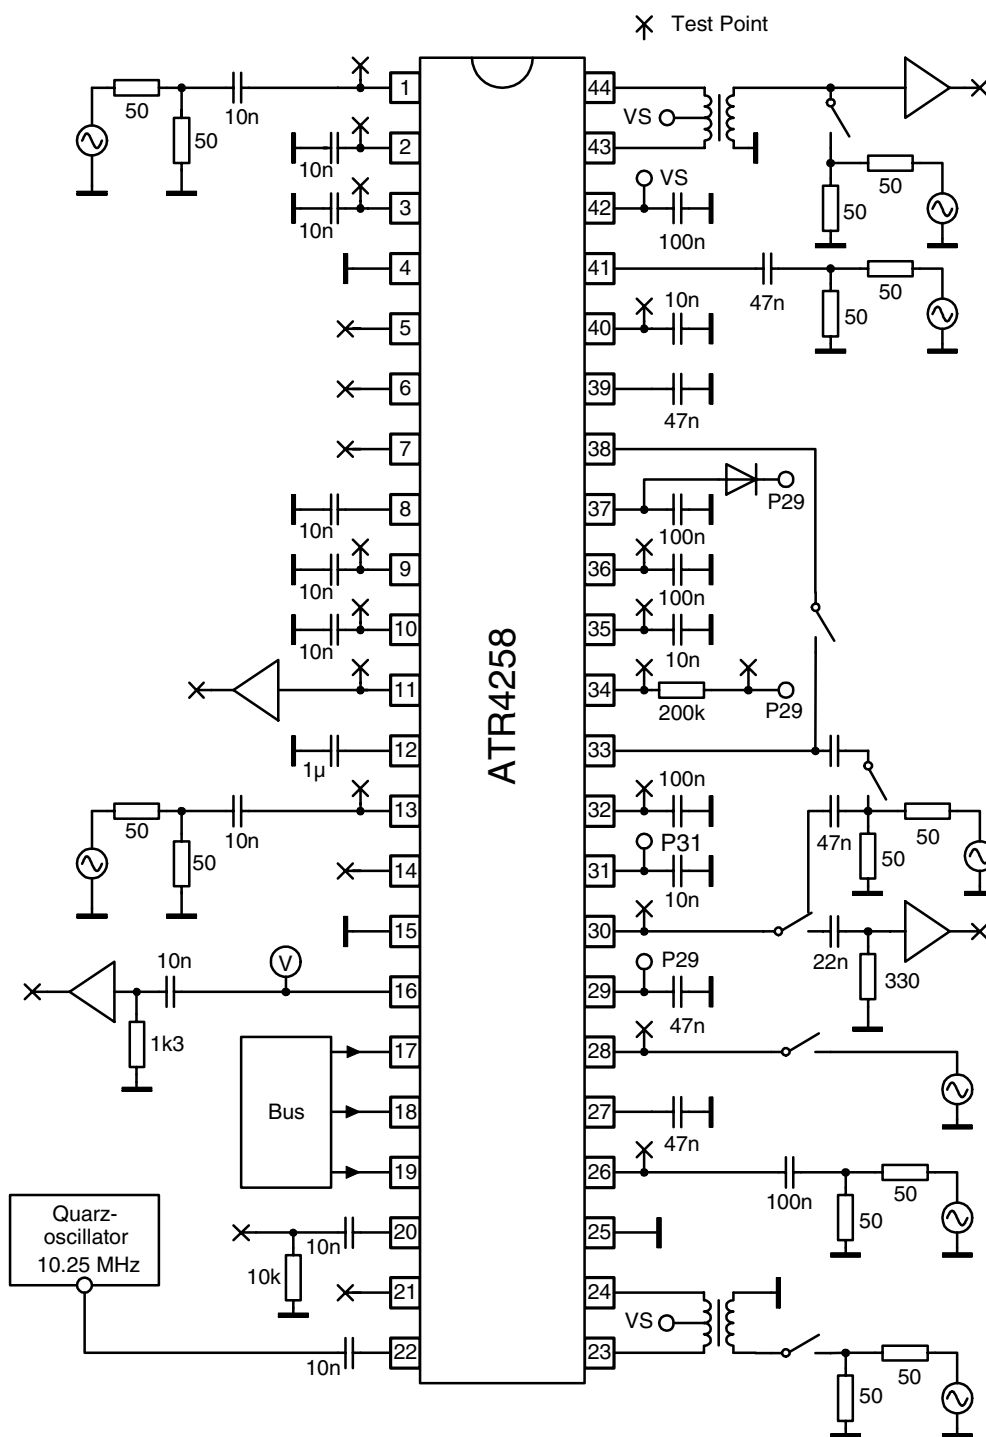 Test Point
1
44
50
10n
50
VS
50
50
2
43
10n
3
42
10n
VS
100n
4
41
47n
50
50
5
40
10n
6
39
47n
7
38
8
37
10n
P29
100n
9
36
10n
100n
10
35
10n
10n
11
34
200k
P29
ATR4258
12
33
1µ
13
32
50
10n
50
100n
47n
50
50
14
31
P31
10n
15
30
22n
330
16
29
10n
V
1k3
P29
47n
Bus
17
28
18
27
47n
19
26
100n
50
50
Quarz-
oscillator
10.25 MHz
20
25
10n
10k
21
24
VS
22
23
10n
50
50